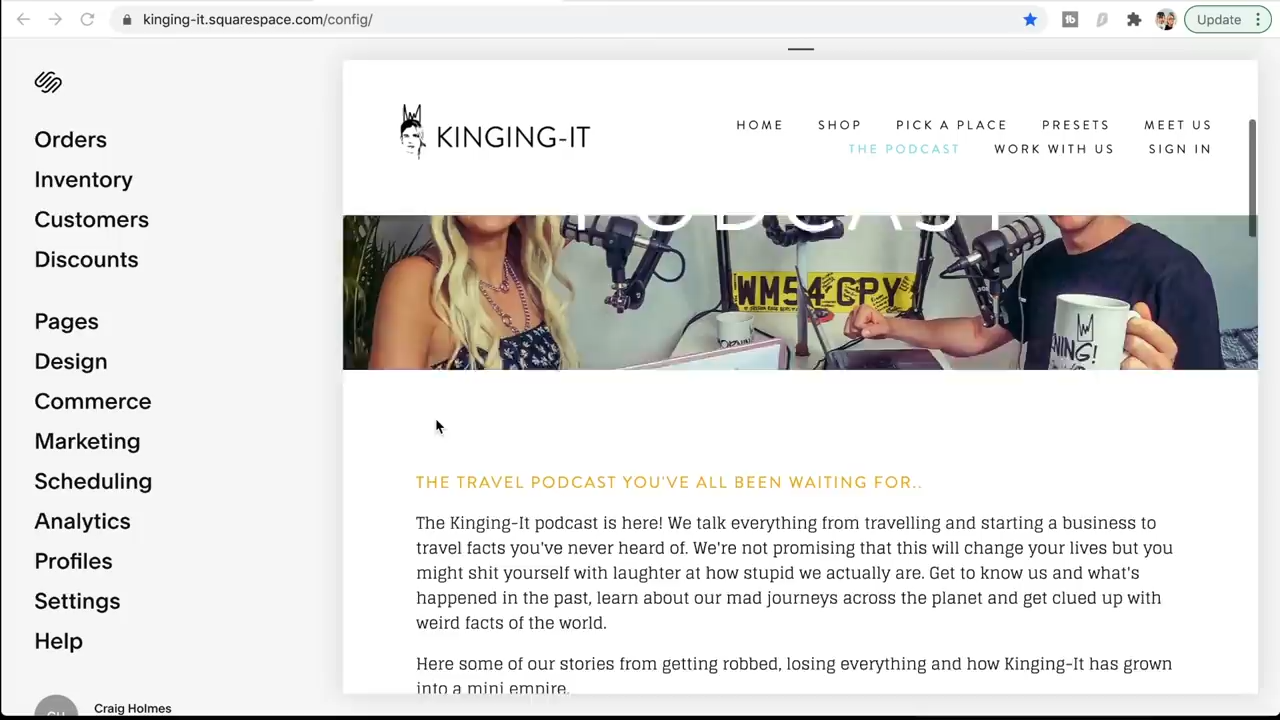 kinging-it.squarespace.com/config/
Update
Orders
Inventory
Customers
Discounts
Pages
Design
Commerce
Marketing
Scheduling
Analytics
Profiles
Settings
Help
Craig Holmes
KINGING-IT
HOME SHOP PICK A PLACE PRESETS MEET US
THE PODCAST WORK WITH US SIGN IN
PODCAST
WM54 CPY
NING!
THE TRAVEL PODCAST YOU'VE ALL BEEN WAITING FOR..
The Kinging-It podcast is here! We talk everything from travelling and starting a business to
travel facts you've never heard of. We're not promising that this will change your lives but you
might shit yourself with laughter at how stupid we actually are. Get to know us and what's
happened in the past, learn about our mad journeys across the planet and get clued up with
weird facts of the world.
Here some of our stories from getting robbed, losing everything and how Kinging-It has grown
into a mini empire.